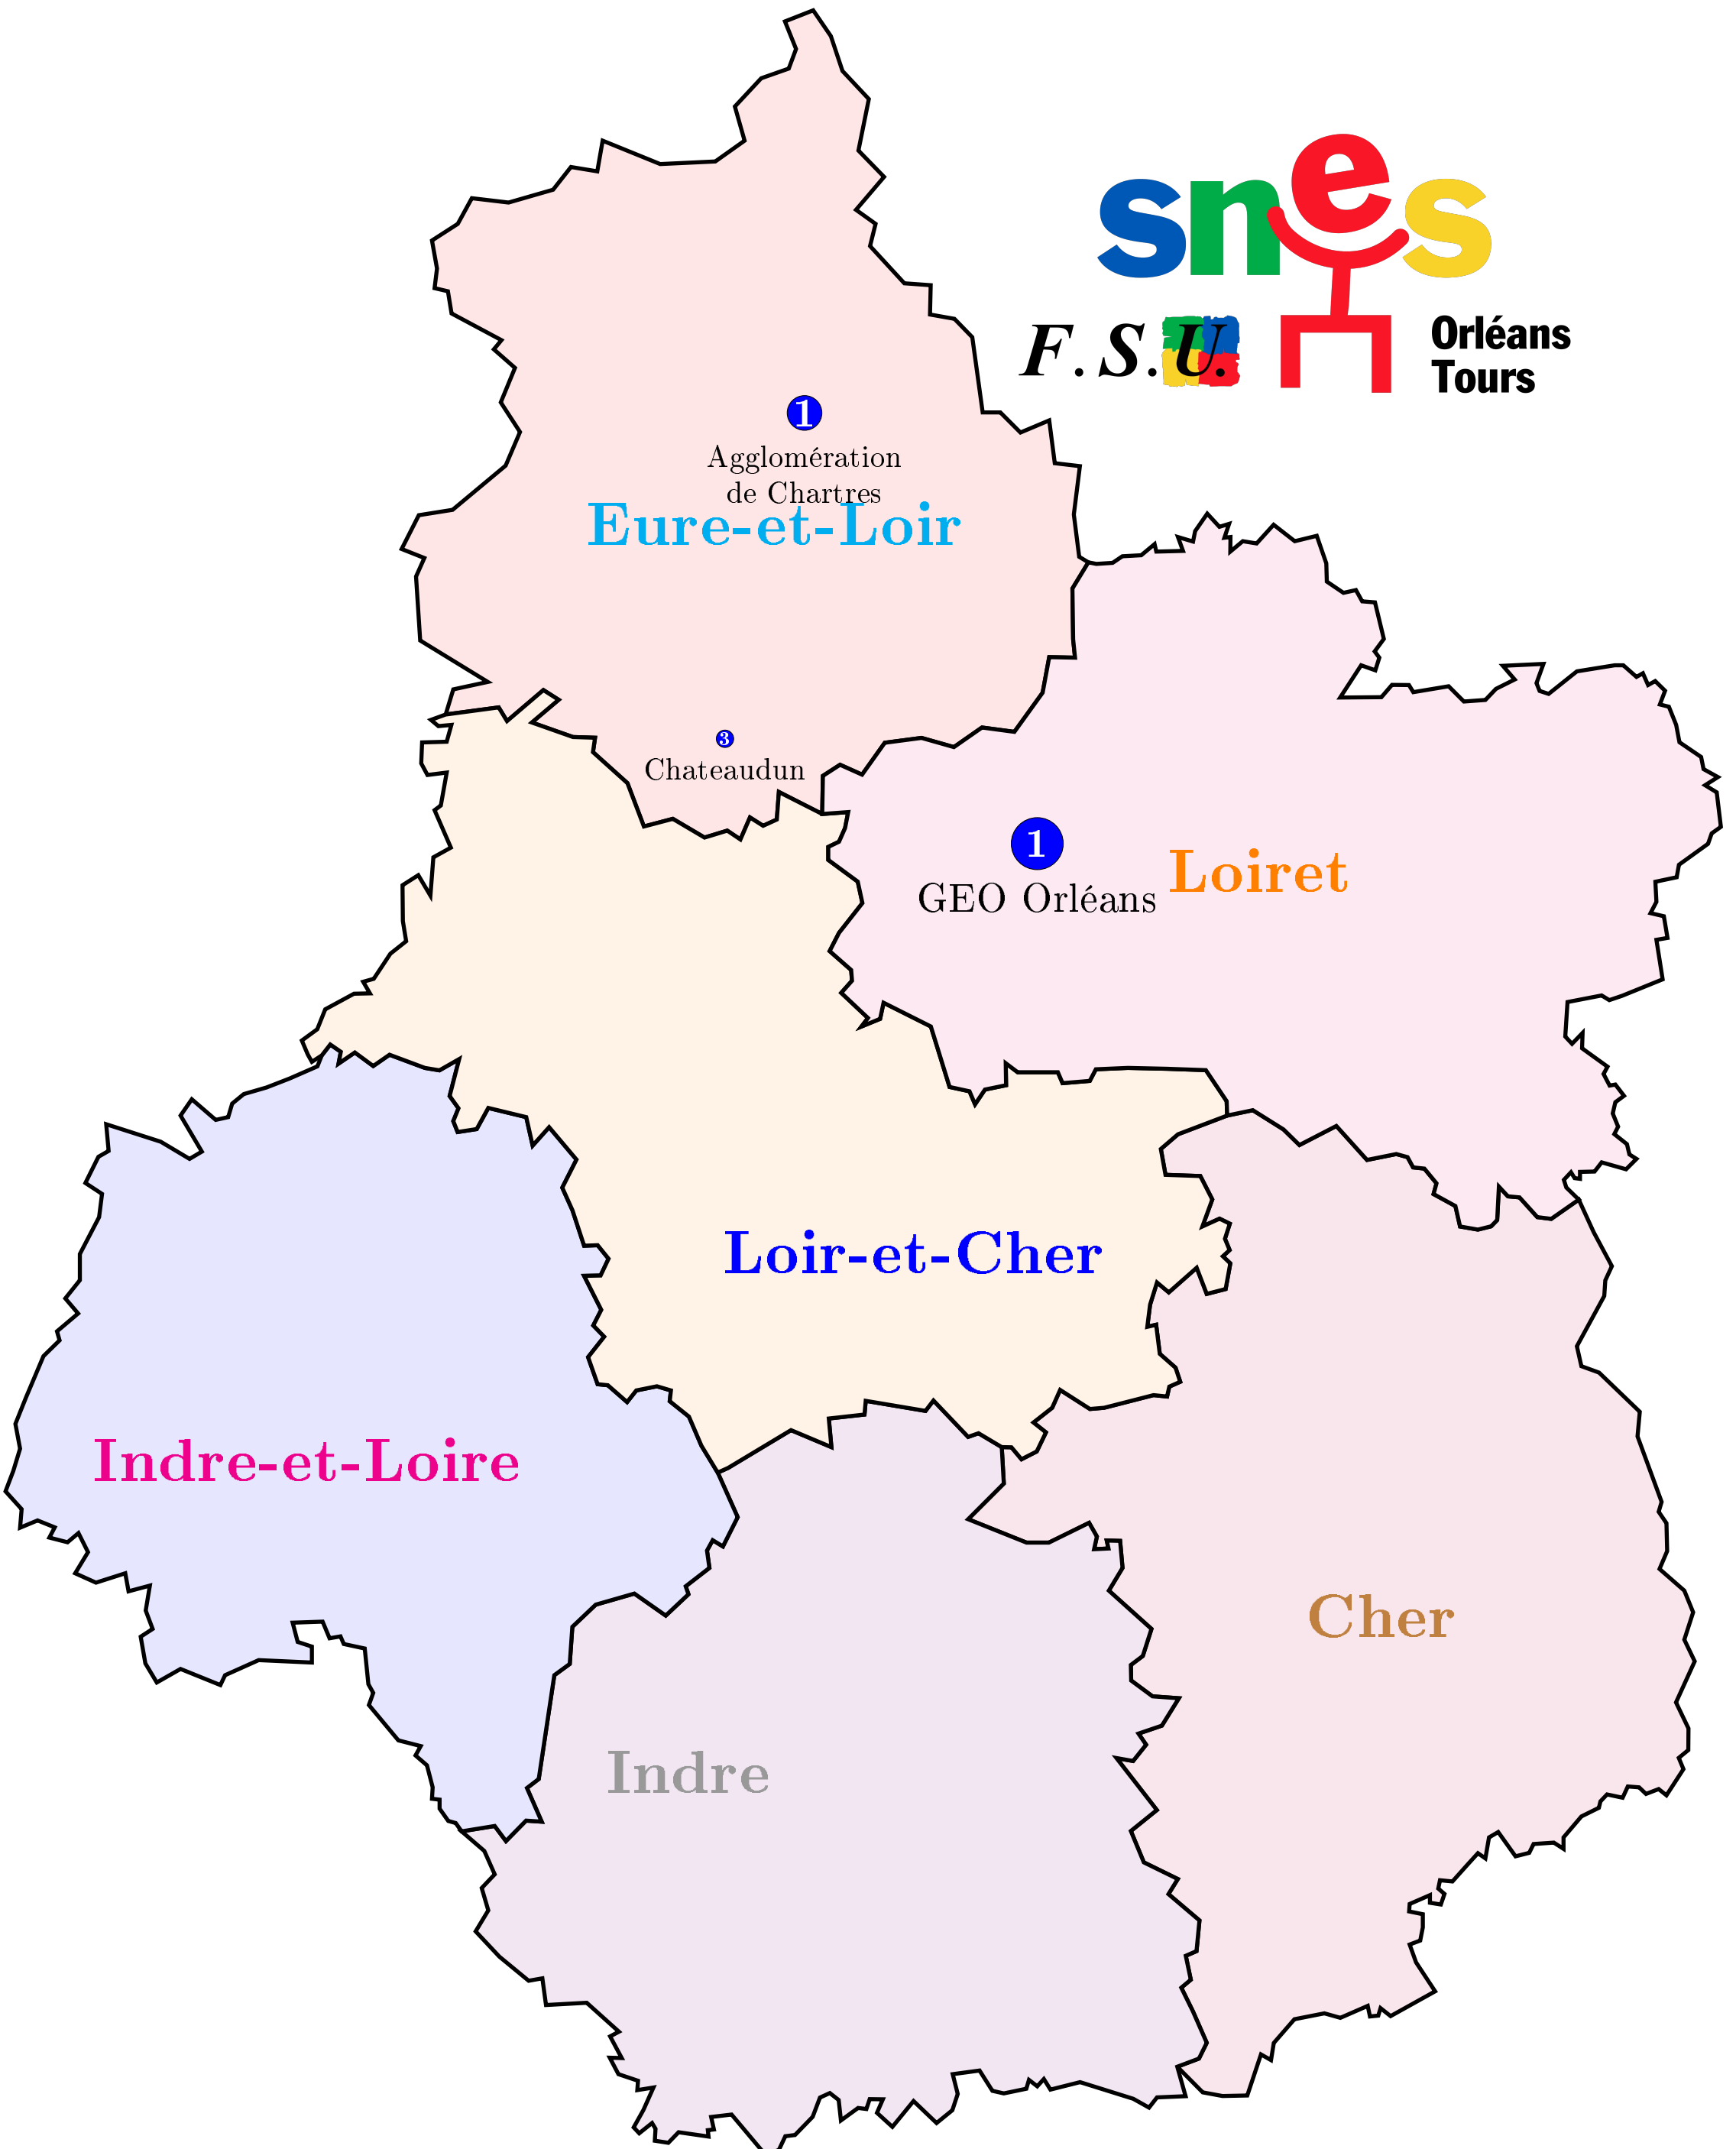 snes
F.S.U.
Orléans
Tours
1
Agglomération
de Chartres
Eure-et-Loir
3
Chateaudun
1
GEO Orléans
Loiret
Loir-et-Cher
Indre-et-Loire
Cher
Indre